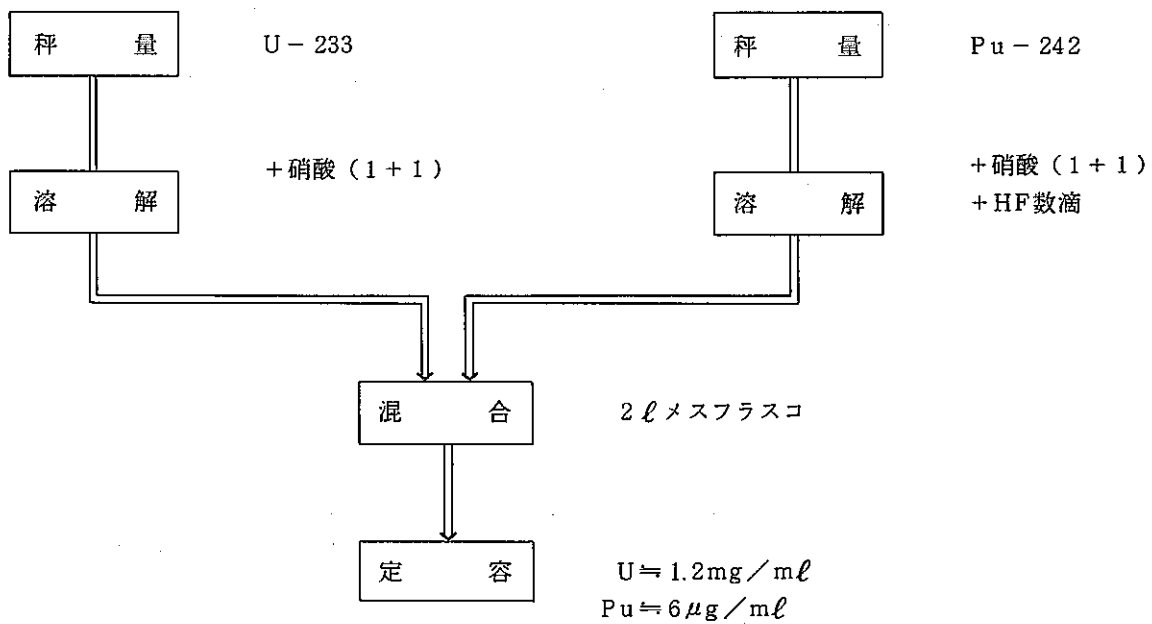 秤量 U-233
秤量 Pu-242
溶解 +硝酸(1+1)
溶解 +硝酸(1+1)
+HF数滴
混合 2ℓメスフラスコ
定容 U≒1.2mg/mℓ
Pu≒6μg/mℓ